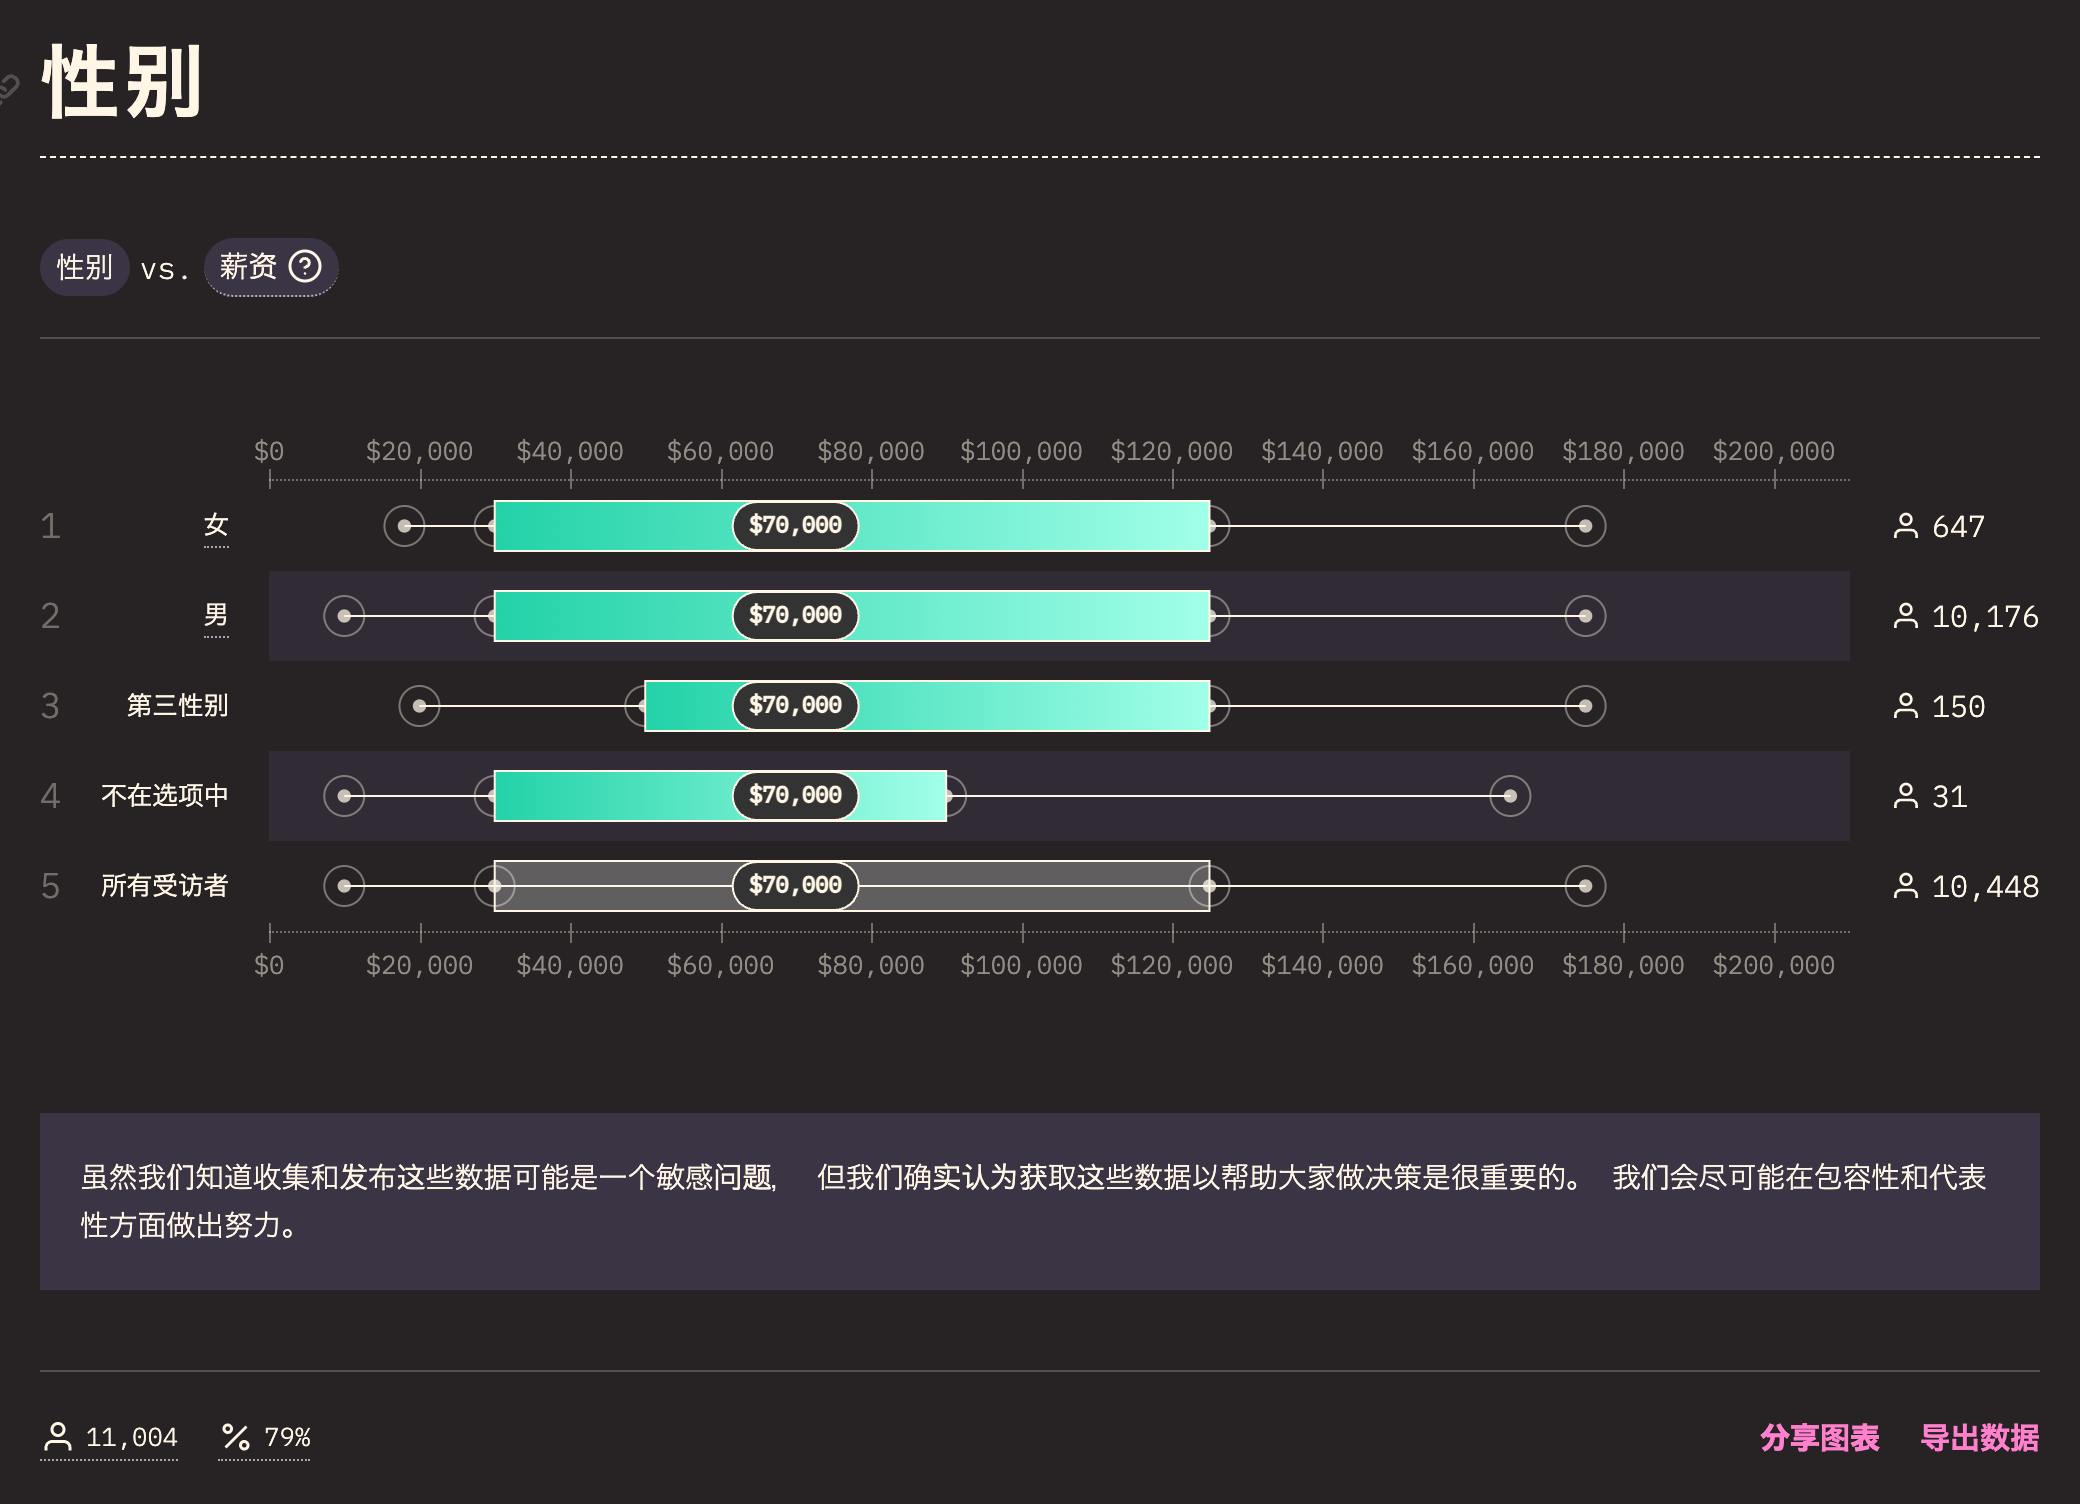 性别
性别 vs. 薪资
$0 $20,000 $40,000 $60,000 $80,000 $100,000 $120,000 $140,000 $160,000 $180,000 $200,000
1 女 $70,000 647
2 男 $70,000 10,176
3 第三性别 $70,000 150
4 不在选项中 $70,000 31
5 所有受访者 $70,000 10,448
$0 $20,000 $40,000 $60,000 $80,000 $100,000 $120,000 $140,000 $160,000 $180,000 $200,000
虽然我们知道收集和发布这些数据可能是一个敏感问题, 但我们确实认为获取这些数据以帮助大家做决策是很重要的。 我们会尽可能在包容性和代表
性方面做出努力。
11,004 79% 分享图表 导出数据